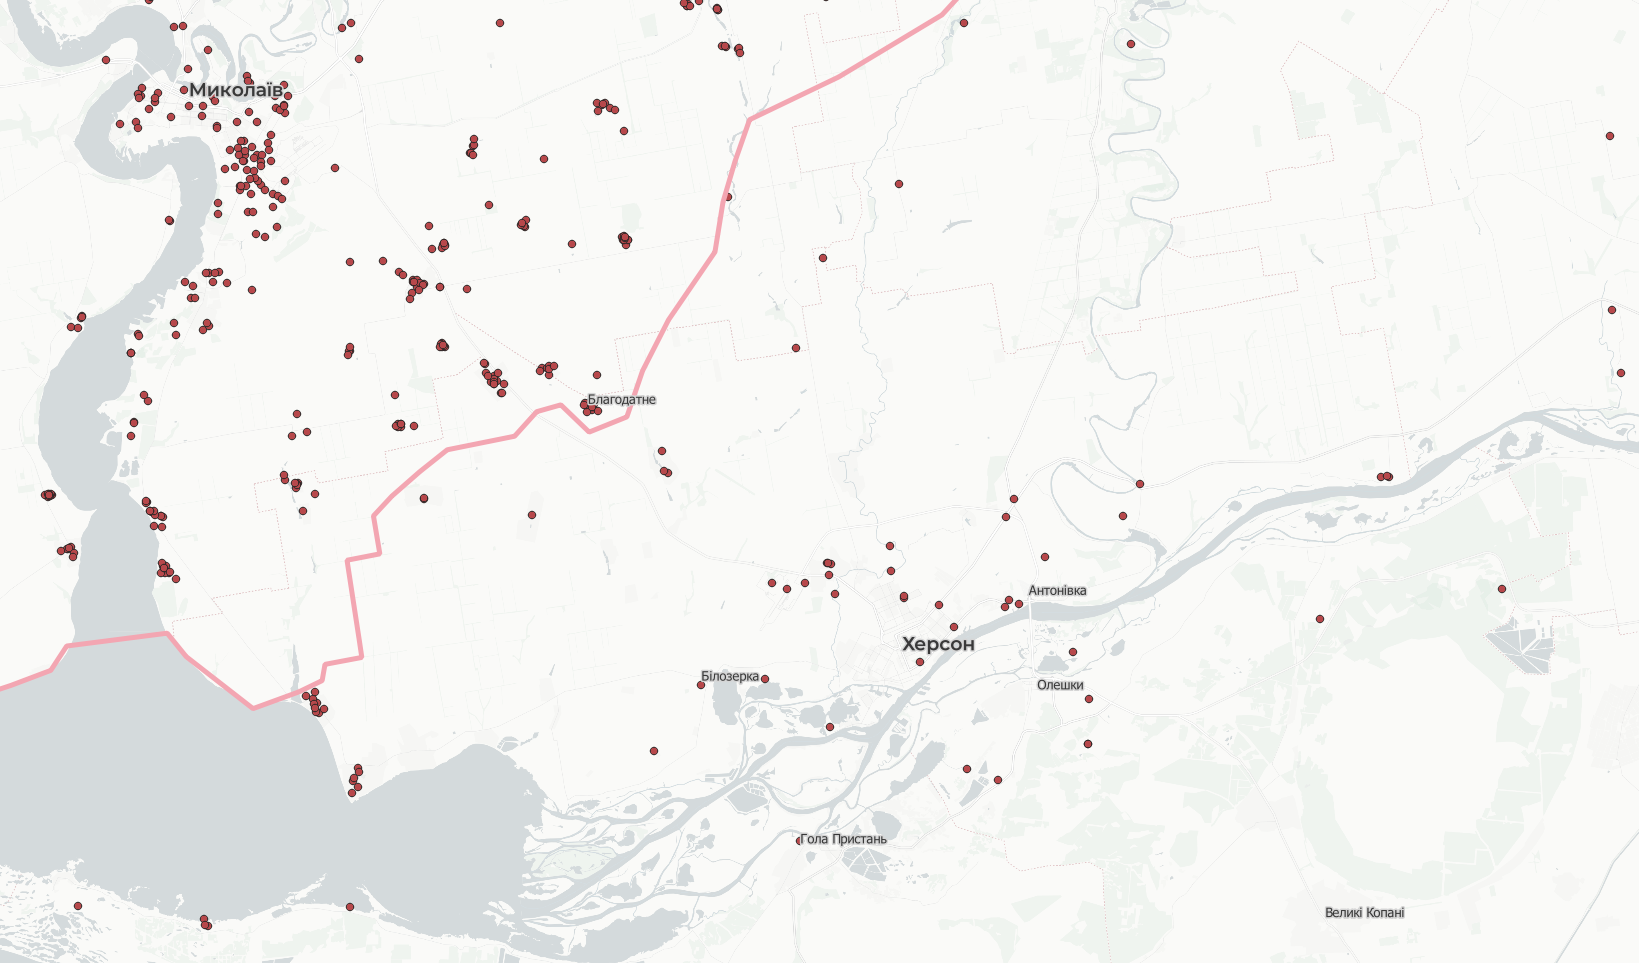 Миколаїв
Благодатне
Антонівка
Херсон
Білозерка
Олешки
Гола Пристань
Великі Копані